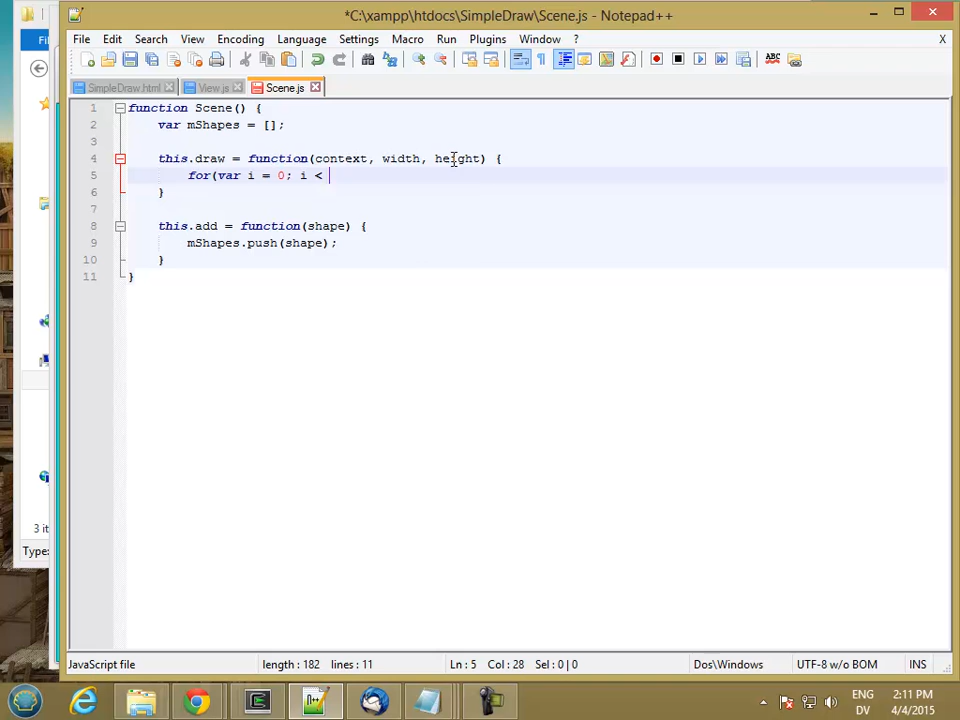 *C:\xampp\htdocs\SimpleDraw\Scene.js - Notepad++
Fi
File Edit Search View Encoding Language Settings Macro Run Plugins Window ? X
SimpleDraw.html View.js Scene.js
1 function Scene() {
2 var mShapes = [];
3
4 this.draw = function(context, width, height) {
5 for(var i = 0; i <
6 }
7
8 this.add = function(shape) {
9 mShapes.push(shape);
10 }
11 }
3 it
Type:
JavaScript file length : 182 lines : 11 Ln : 5 Col : 28 Sel : 0 | 0 Dos\Windows UTF-8 w/o BOM INS
ENG 2:11 PM
DV 4/4/2015